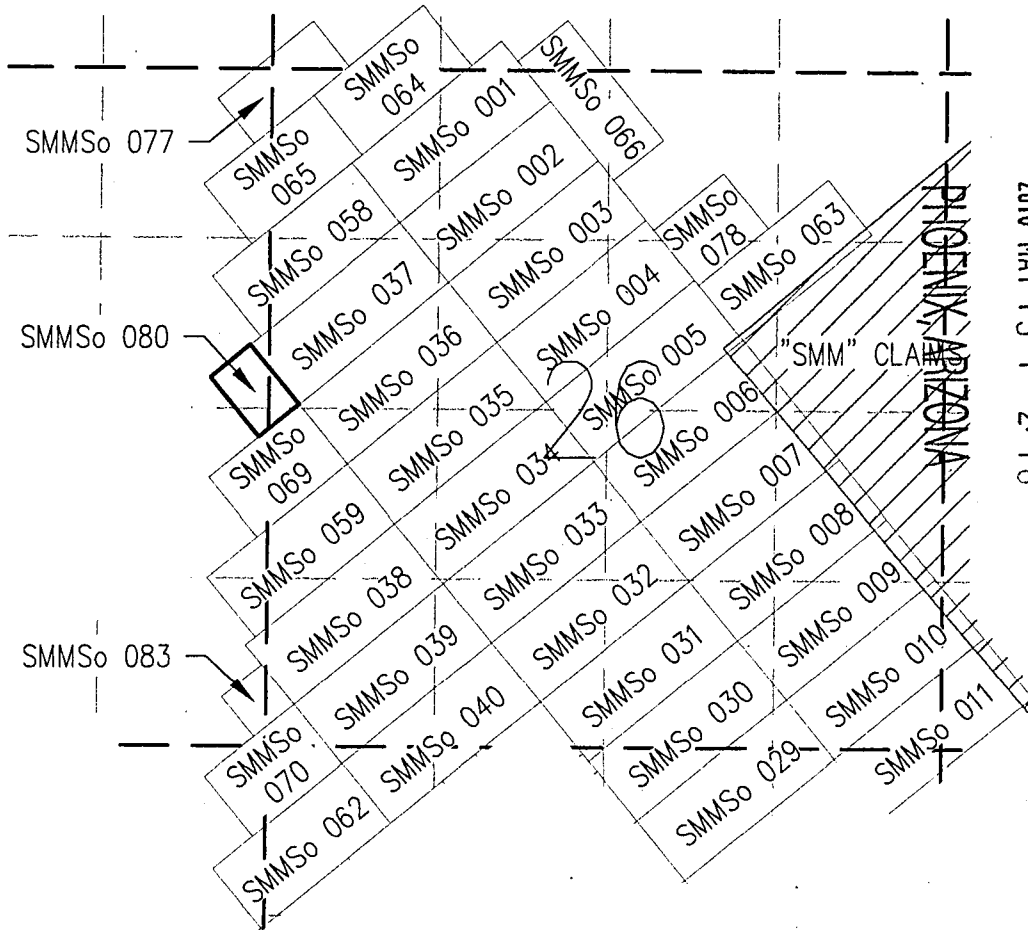 SMMSo 077
SMMSo
064
SMMSo 001
SMMSo 066
SMMSo
065
SMMSo 002
SMMSo 058
SMMSo 003
SMMSo
078
SMMSo 063
SMMSo 037
SMMSo 004
SMMSo 080
SMMSo 036
SMMSo 005
"SMM" CLAIMS
PHOENIX, ARIZONA
SMMSo
069
SMMSo 035
26
SMMSo 006
SMMSo 059
SMMSo 034
SMMSo 007
SMMSo 038
SMMSo 033
SMMSo 008
SMMSo 083
SMMSo 039
SMMSo 032
SMMSo 009
SMMSo
070
SMMSo 040
SMMSo 031
SMMSo 010
SMMSo 062
SMMSo 030
SMMSo 011
SMMSo 029